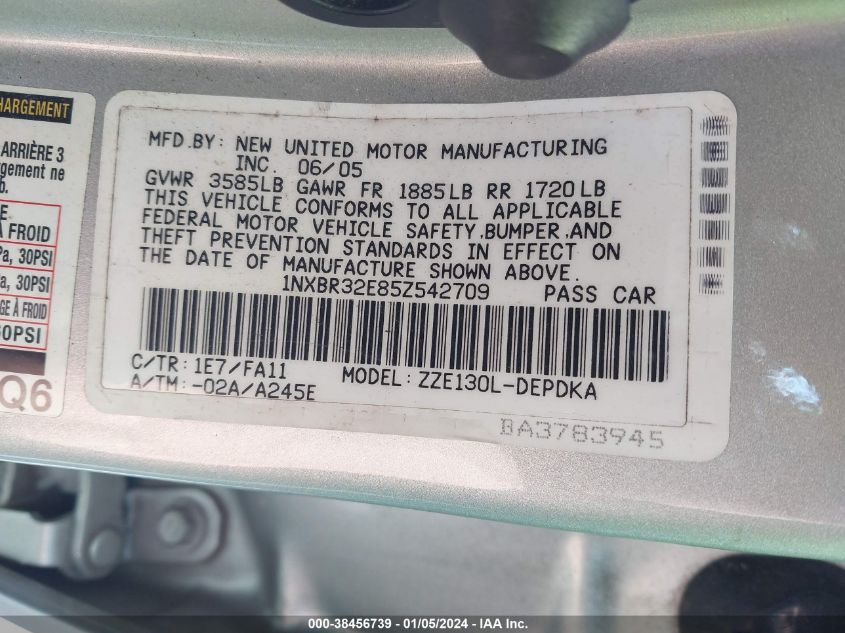 HARGEMENT
ARRIÈRE 3
rgement ne
b.
E.
À FROID
Pa, 30PSI
a, 30PSI
GE À FROID
60PSI
Q6
MFD.BY: NEW UNITED MOTOR MANUFACTURING
INC. 06/05
GVWR 3585LB GAWR FR 1885LB RR 1720LB
THIS VEHICLE CONFORMS TO ALL APPLICABLE
FEDERAL MOTOR VEHICLE SAFETY.BUMPER.AND
THEFT PREVENTION STANDARDS IN EFFECT ON
THE DATE OF MANUFACTURE SHOWN ABOVE.
1NXBR32E85Z542709 PASS CAR
C/TR: 1E7/FA11
A/TM: -02A/A245E
MODEL: ZZE130L-DEPDKA
BA3783945
000-38456739 - 01/05/2024 - IAA Inc.